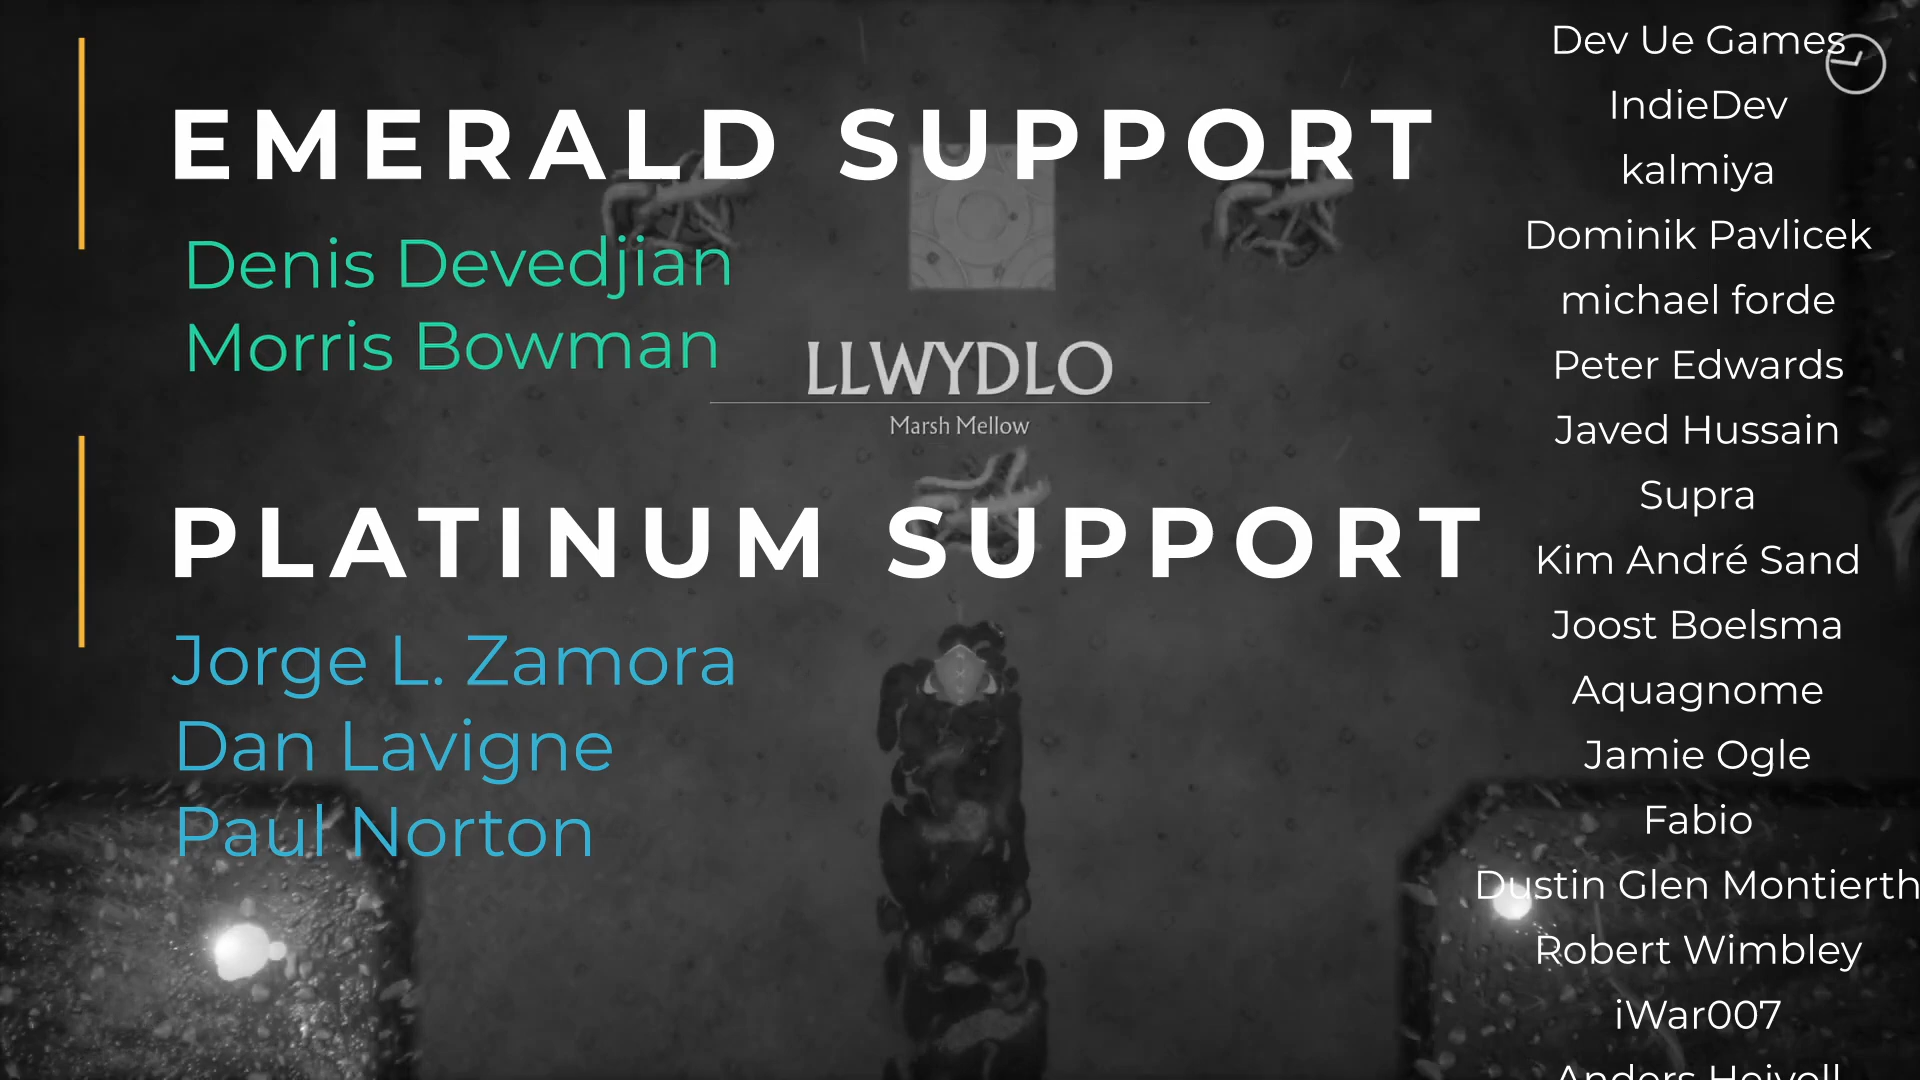 EMERALD SUPPORT
Denis Devedjian
Morris Bowman
LLWYDLO
Marsh Mellow
PLATINUM SUPPORT
Jorge L. Zamora
Dan Lavigne
Paul Norton
Dev Ue Games
IndieDev
kalmiya
Dominik Pavlicek
michael forde
Peter Edwards
Javed Hussain
Supra
Kim André Sand
Joost Boelsma
Aquagnome
Jamie Ogle
Fabio
Dustin Glen Montierth
Robert Wimbley
iWar007